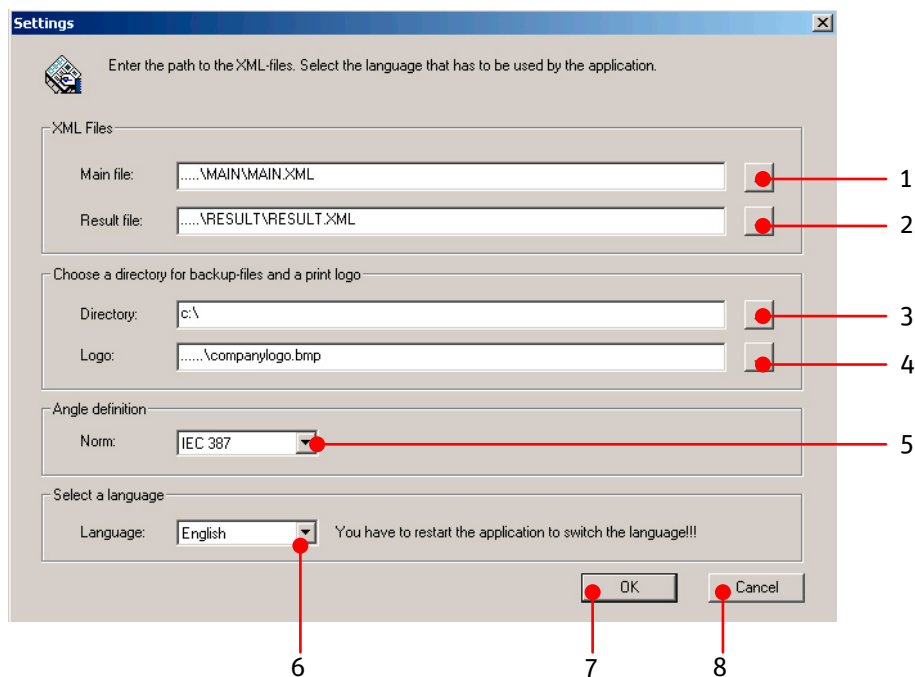 Settings
Enter the path to the XML-files. Select the language that has to be used by the application.
XML Files
Main file: .....\MAIN\MAIN.XML 1
Result file: .....\RESULT\RESULT.XML 2
Choose a directory for backup-files and a print logo
Directory: c:\ 3
Logo: ......\companylogo.bmp 4
Angle definition
Norm: IEC 387 5
Select a language
Language: English You have to restart the application to switch the language!!!
OK Cancel
6 7 8